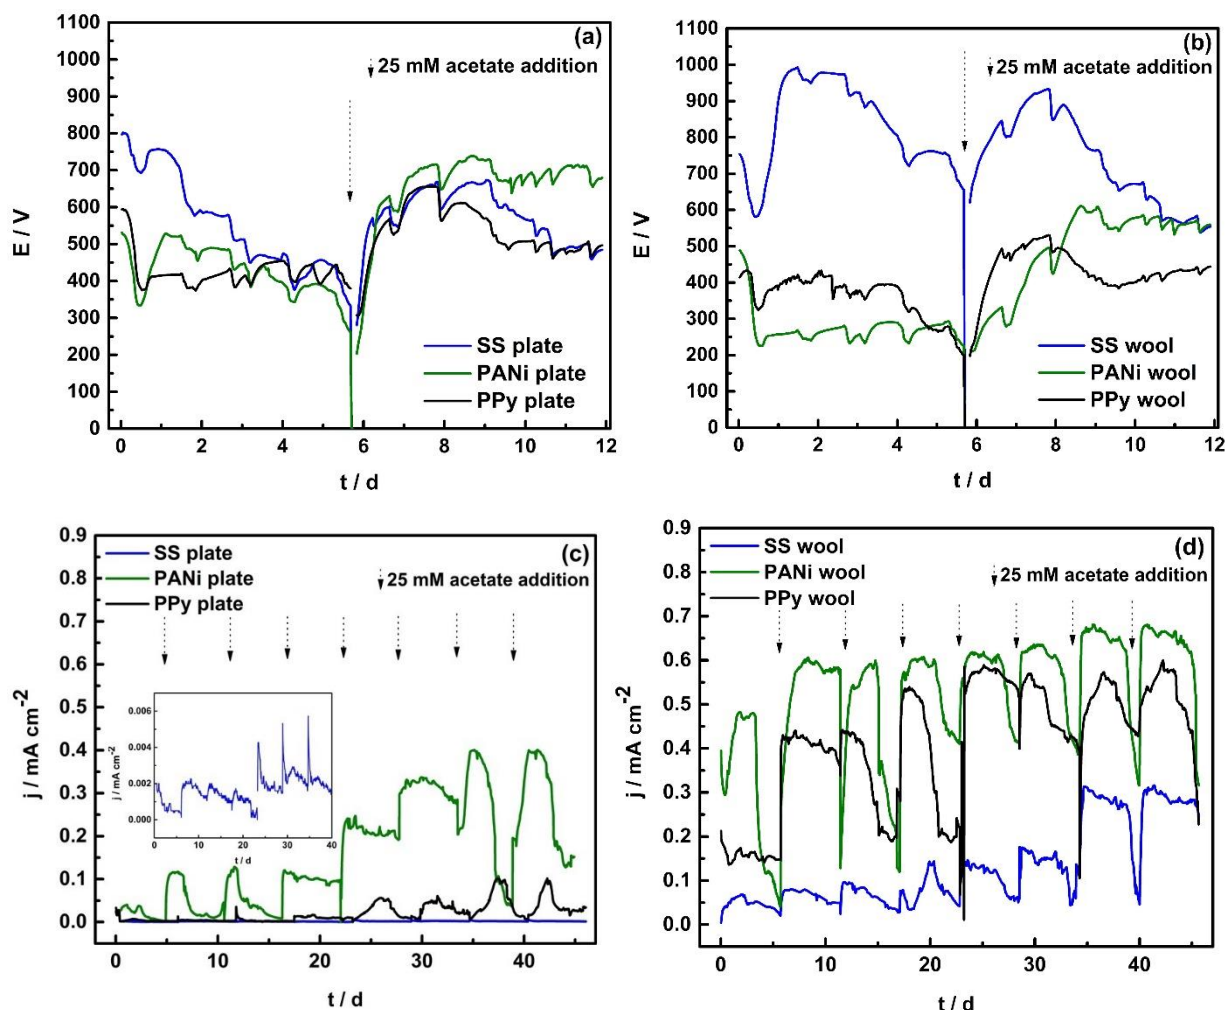 1100
1000
900
800
700
600
500
400
300
200
100
0
E / V
(a)
25 mM acetate addition
SS plate
PANi plate
PPy plate
0 2 4 6 8 10 12
t / d
1100
1000
900
800
700
600
500
400
300
200
100
0
E / V
(b)
25 mM acetate addition
SS wool
PANi wool
PPy wool
0 2 4 6 8 10 12
t / d
0.9
0.8
0.7
0.6
0.5
0.4
0.3
0.2
0.1
0.0
j / mA cm-2
SS plate
PANi plate
PPy plate
(c)
25 mM acetate addition
0.006
0.004
0.002
0.000
j / mA cm-2
0 10 20 30 40
t / d
0 10 20 30 40
t / d
0.9
0.8
0.7
0.6
0.5
0.4
0.3
0.2
0.1
0.0
j / mA cm-2
SS wool
PANi wool
PPy wool
(d)
25 mM acetate addition
0 10 20 30 40
t / d